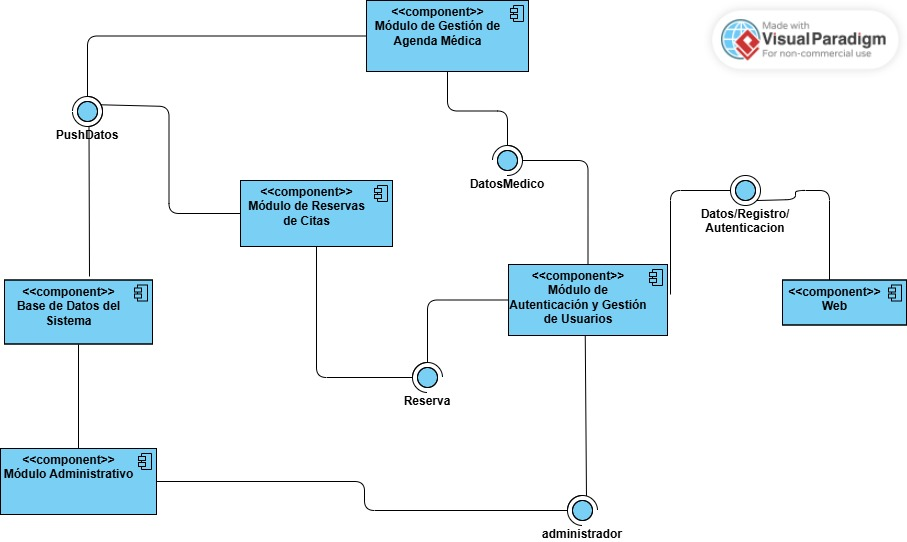 <<component>>
Módulo de Gestión de
Agenda Médica
Made with
VisualParadigm
For non-commercial use
PushDatos
DatosMedico
<<component>>
Módulo de Reservas
de Citas
Datos/Registro/
Autenticacion
<<component>>
Base de Datos del
Sistema
<<component>>
Módulo de
Autenticación y Gestión
de Usuarios
<<component>>
Web
Reserva
<<component>>
Módulo Administrativo
administrador